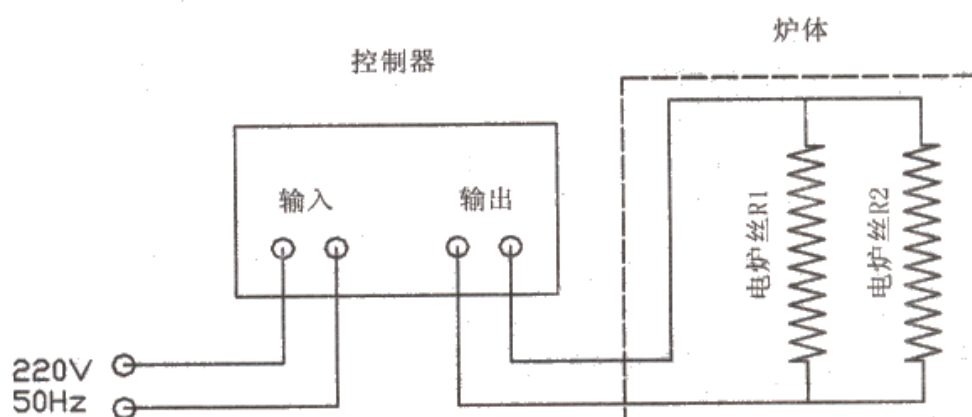 炉体
控制器
输入
输出
电炉丝R1
电炉丝R2
220V
50Hz